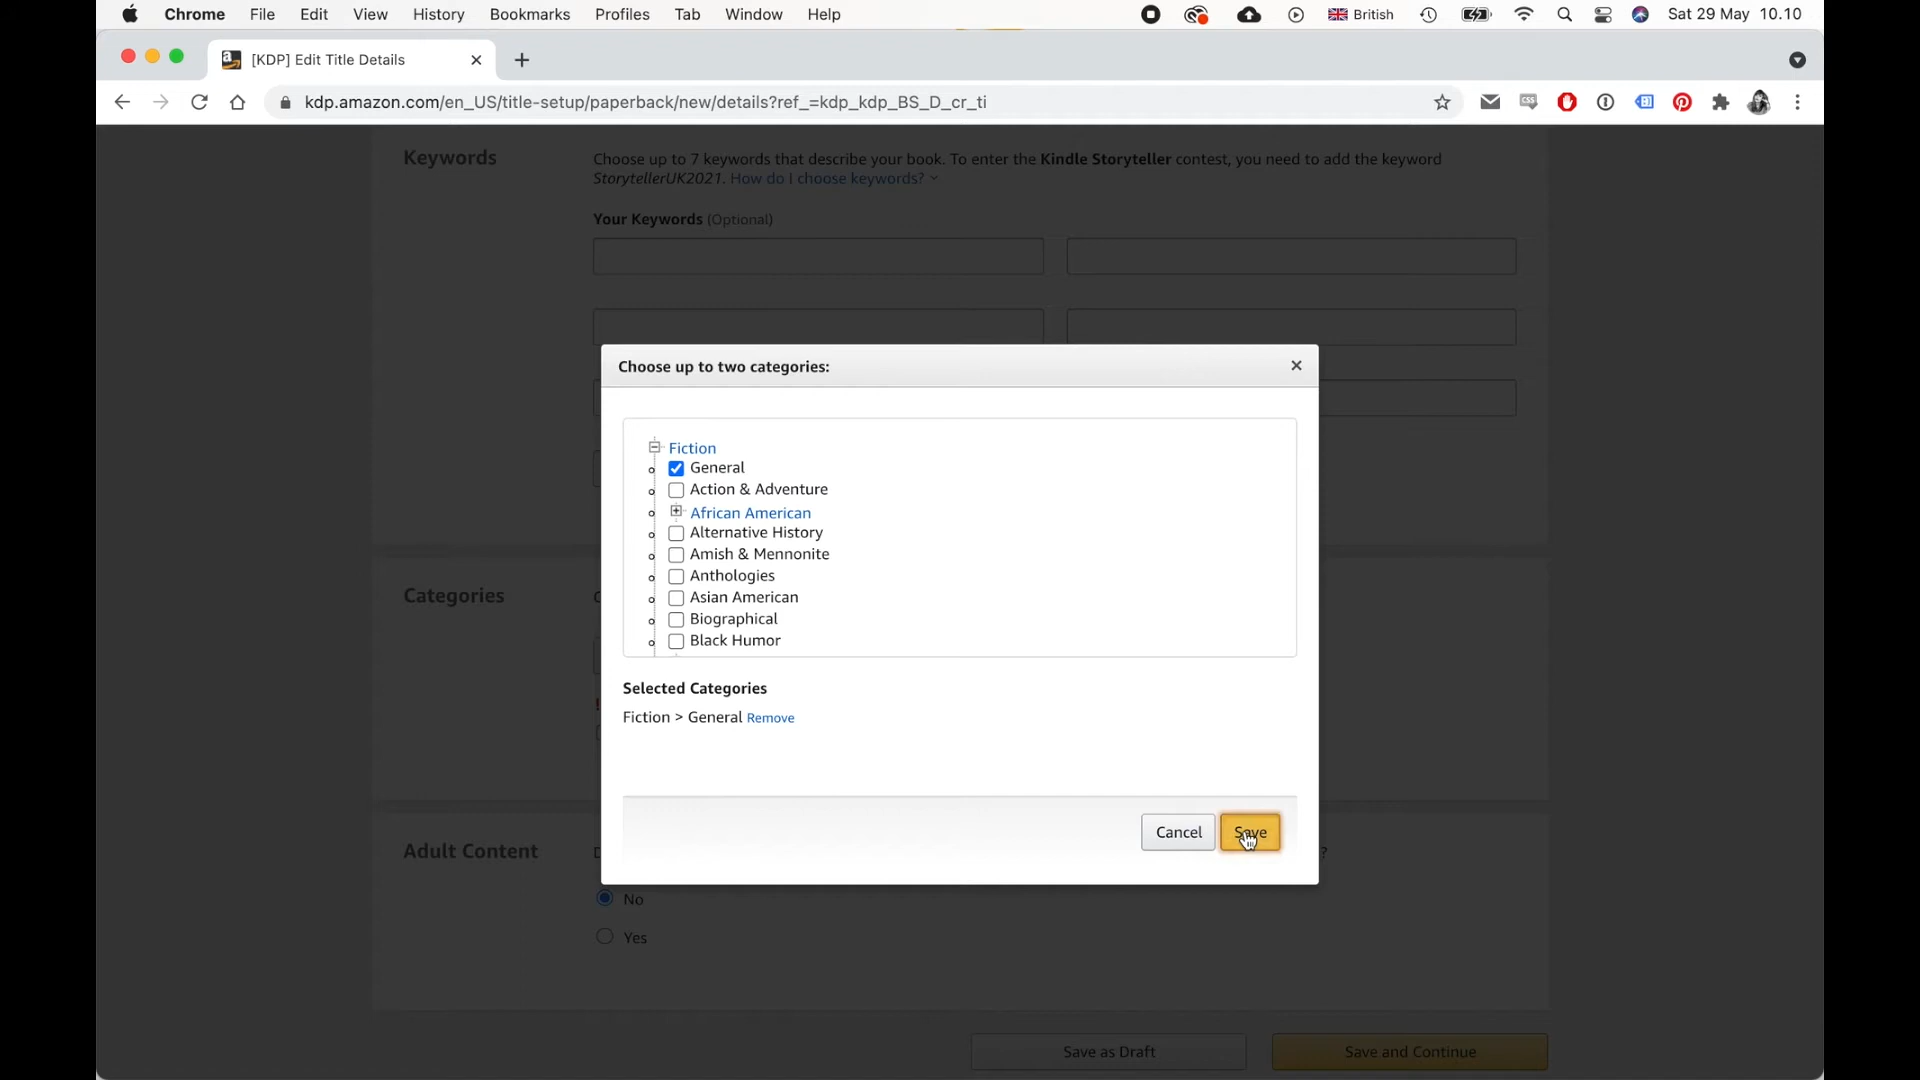 Chrome File Edit View History Bookmarks Profiles Tab Window Help British Sat 29 May 10.10
[KDP] Edit Title Details
kdp.amazon.com/en_US/title-setup/paperback/new/details?ref_=kdp_kdp_BS_D_cr_ti
Keywords
Choose up to 7 keywords that describe your book. To enter the Kindle Storyteller contest, you need to add the keyword
StorytellerUK2021. How do I choose keywords?
Your Keywords (Optional)
Choose up to two categories:
Fiction
General
Action & Adventure
African American
Alternative History
Amish & Mennonite
Anthologies
Asian American
Biographical
Black Humor
Selected Categories
Fiction > General Remove
Cancel Save
Categories
Adult Content
?
No
Yes
Save as Draft Save and Continue